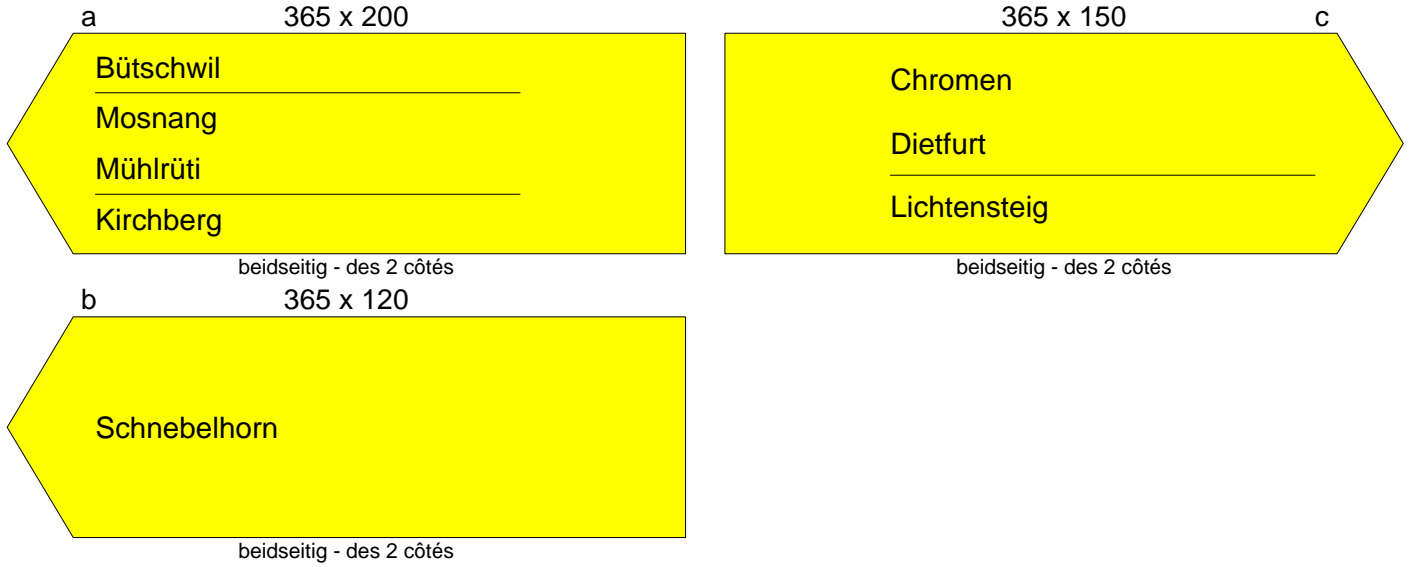 a 365 x 200
Bütschwil
Mosnang
Mühlrüti
Kirchberg
beidseitig - des 2 côtés
365 x 150 c
Chromen
Dietfurt
Lichtensteig
beidseitig - des 2 côtés
b 365 x 120
Schnebelhorn
beidseitig - des 2 côtés